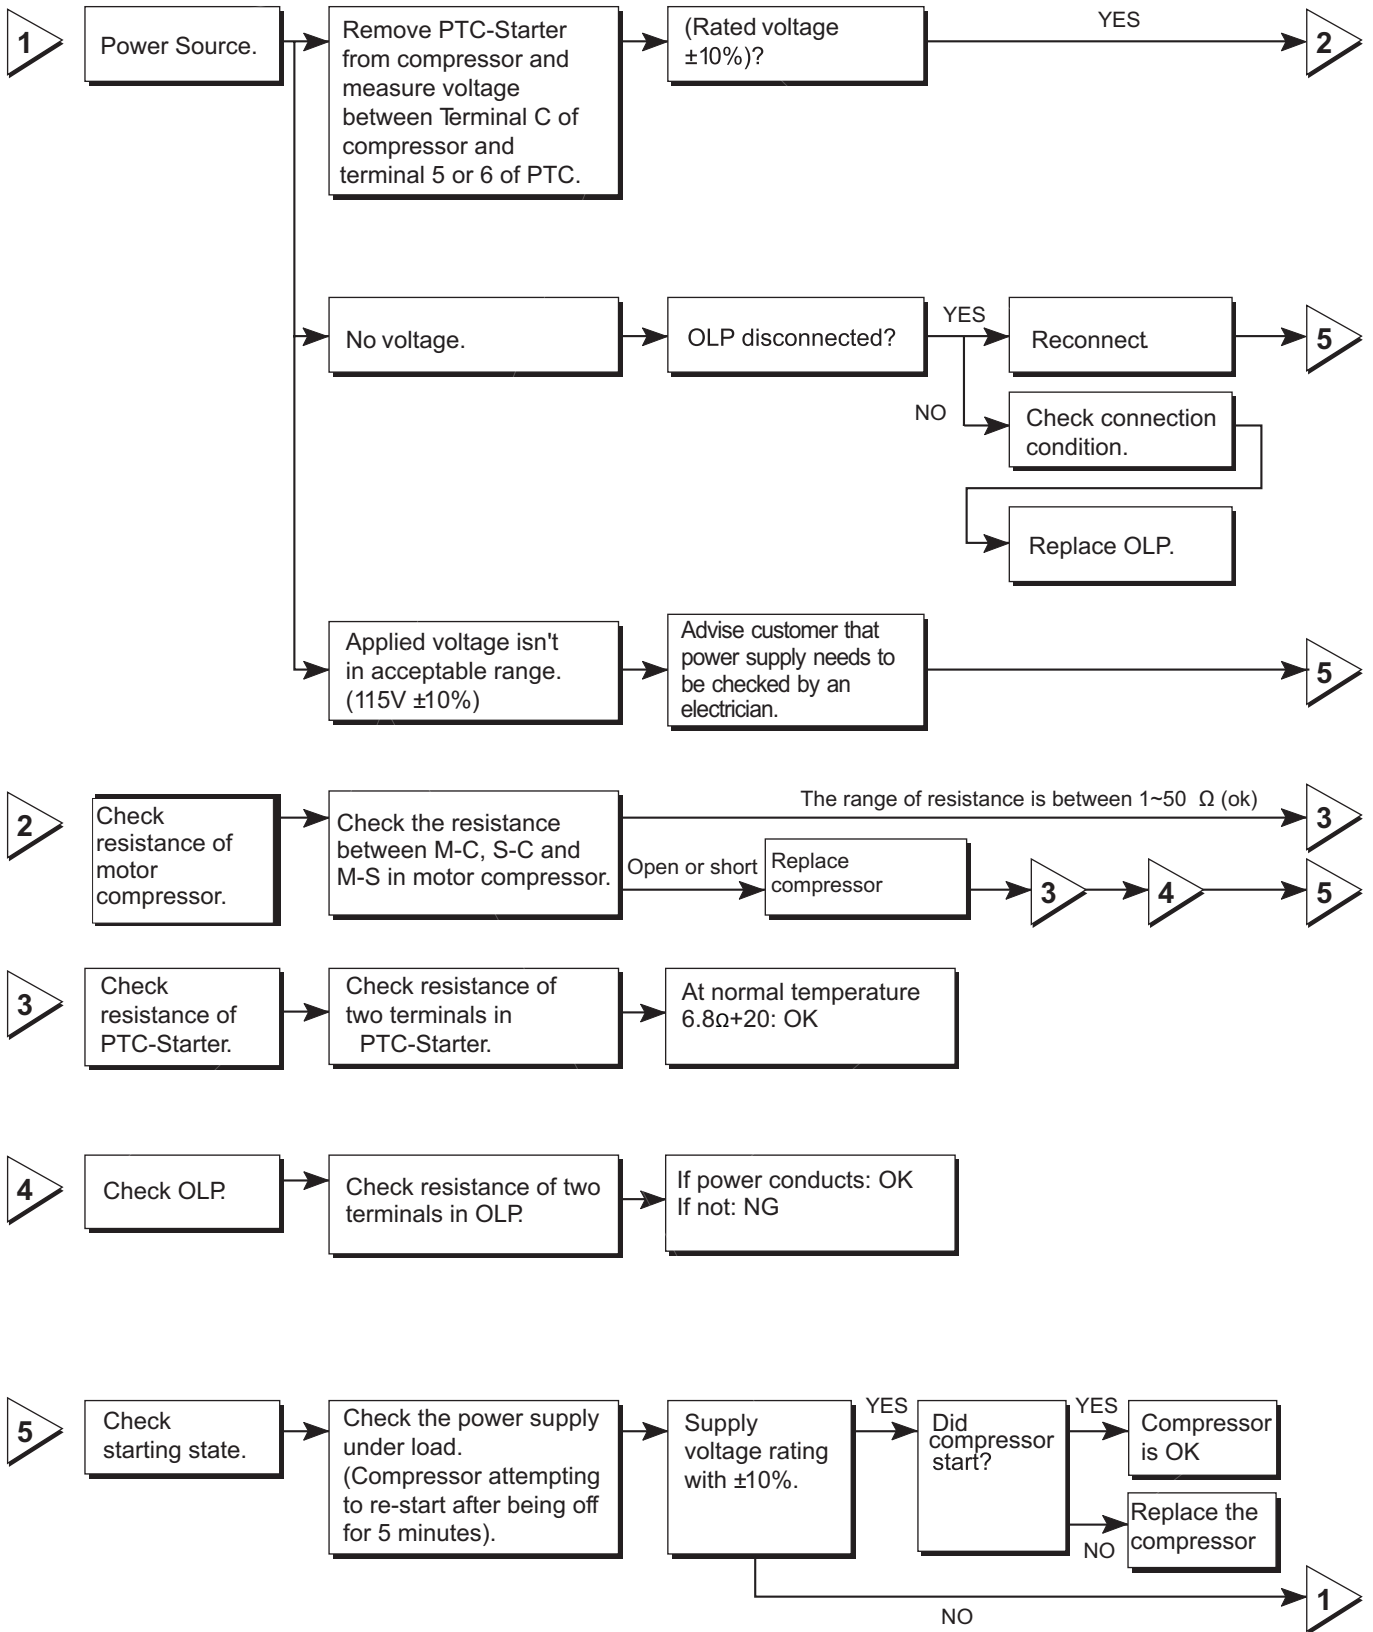 1
Power Source.
Remove PTC-Starter
from compressor and
measure voltage
between Terminal C of
compressor and
terminal 5 or 6 of PTC.
(Rated voltage
±10%)?
YES
2
No voltage.
OLP disconnected?
YES
Reconnect.
5
NO
Check connection
condition.
Replace OLP.
Applied voltage isn't
in acceptable range.
(115V ±10%)
Advise customer that
power supply needs to
be checked by an
electrician.
5
2
Check
resistance of
motor
compressor.
Check the resistance
between M-C, S-C and
M-S in motor compressor.
The range of resistance is between 1~50 Ω (ok)
3
Open or short
Replace
compressor
3
4
5
3
Check
resistance of
PTC-Starter.
Check resistance of
two terminals in
PTC-Starter.
At normal temperature
6.8Ω+20: OK
4
Check OLP.
Check resistance of two
terminals in OLP.
If power conducts: OK
If not: NG
5
Check
starting state.
Check the power supply
under load.
(Compressor attempting
to re-start after being off
for 5 minutes).
Supply
voltage rating
with ±10%.
YES
Did
compressor
start?
YES
Compressor
is OK
NO
Replace the
compressor
NO
1